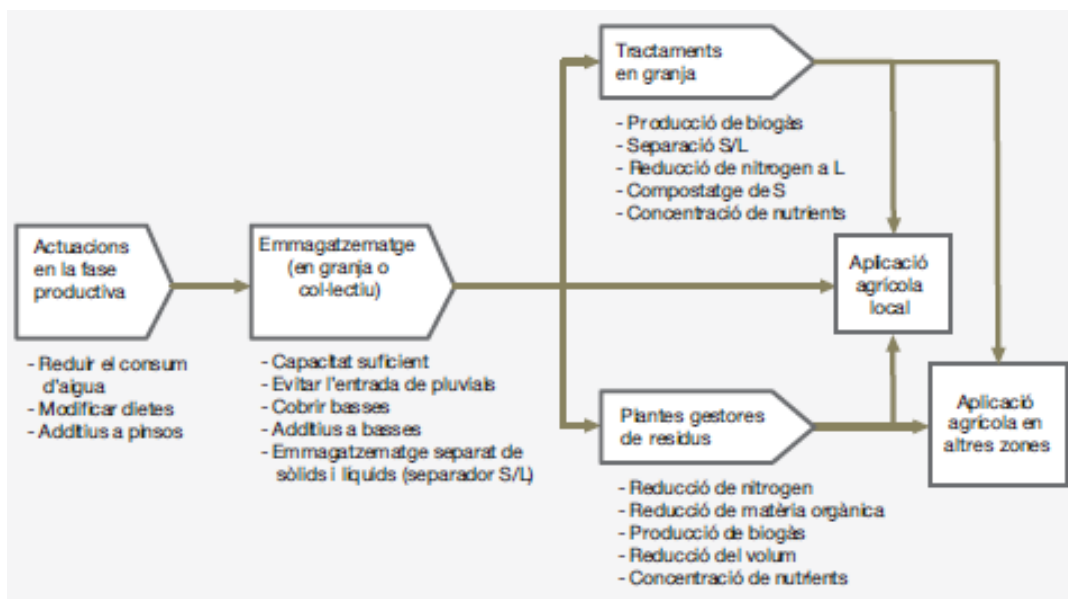 Actuacions
en la fase
productiva
- Reduir el consum
d'aigua
- Modificar dietes
- Additius a pinsos
Emmagatzematge
(en granja o
col·lectiu)
- Capacitat suficient
- Evitar l'entrada de pluvials
- Cobrir basses
- Additius a basses
- Emmagatzematge separat de
sòlids i líquids (separador S/L)
Tractaments
en granja
- Producció de biogàs
- Separació S/L
- Reducció de nitrogen a L
- Compostatge de S
- Concentració de nutrients
Plantes gestores
de residus
- Reducció de nitrogen
- Reducció de matèria orgànica
- Producció de biogàs
- Reducció del volum
- Concentració de nutrients
Aplicació
agrícola
local
Aplicació
agrícola en
altres zones